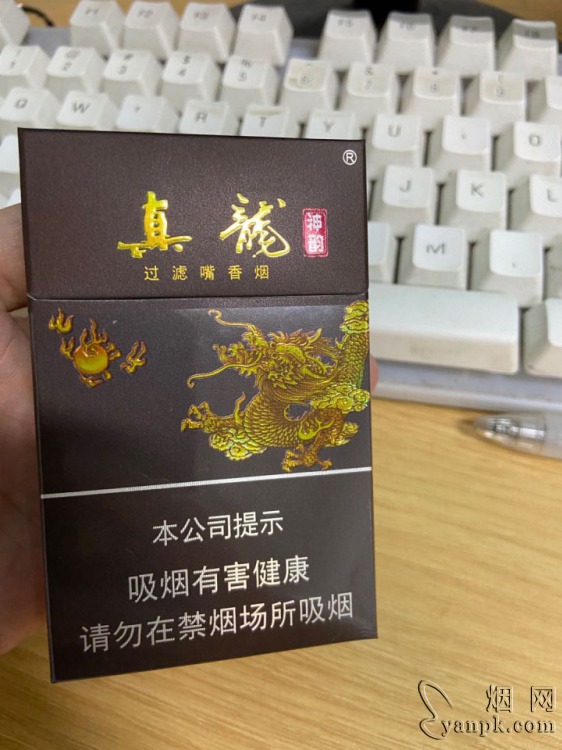 ®
真龍
神韵
过滤嘴香烟
本公司提示
吸烟有害健康
请勿在禁烟场所吸烟
Q W R T Y U I
J K L
M
烟网
yanpk.com